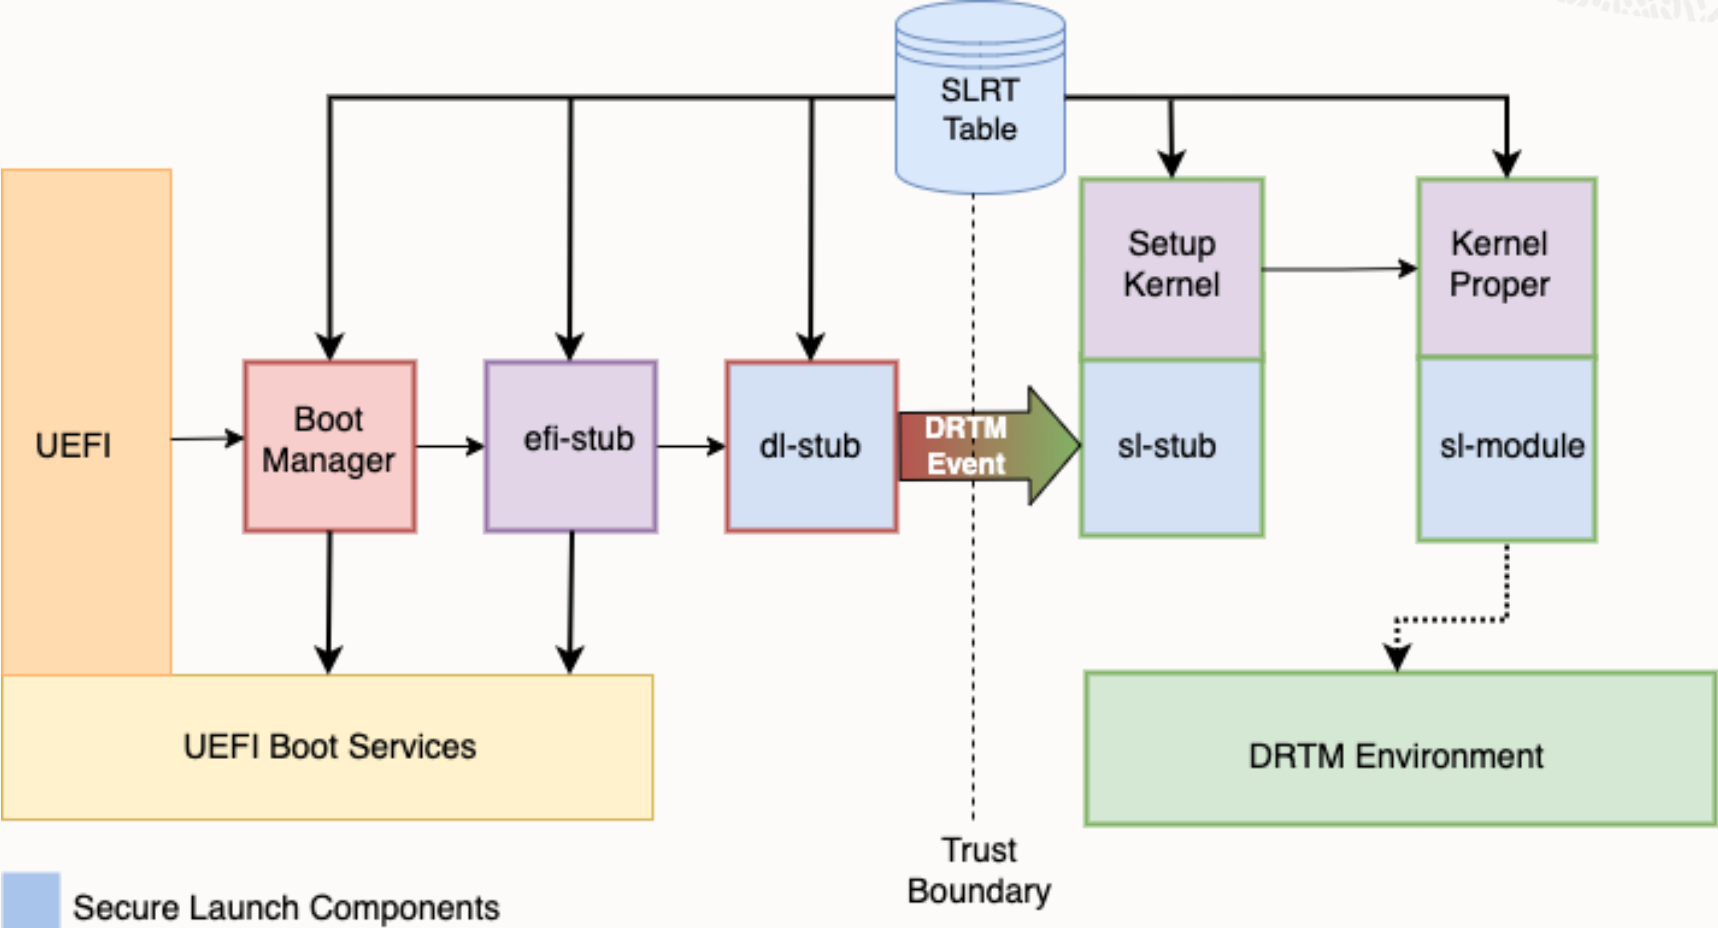 SLRT
Table
Setup
Kernel
Kernel
Proper
UEFI
Boot
Manager
efi-stub
dl-stub
DRTM
Event
sl-stub
sl-module
UEFI Boot Services
DRTM Environment
Trust
Boundary
Secure Launch Components